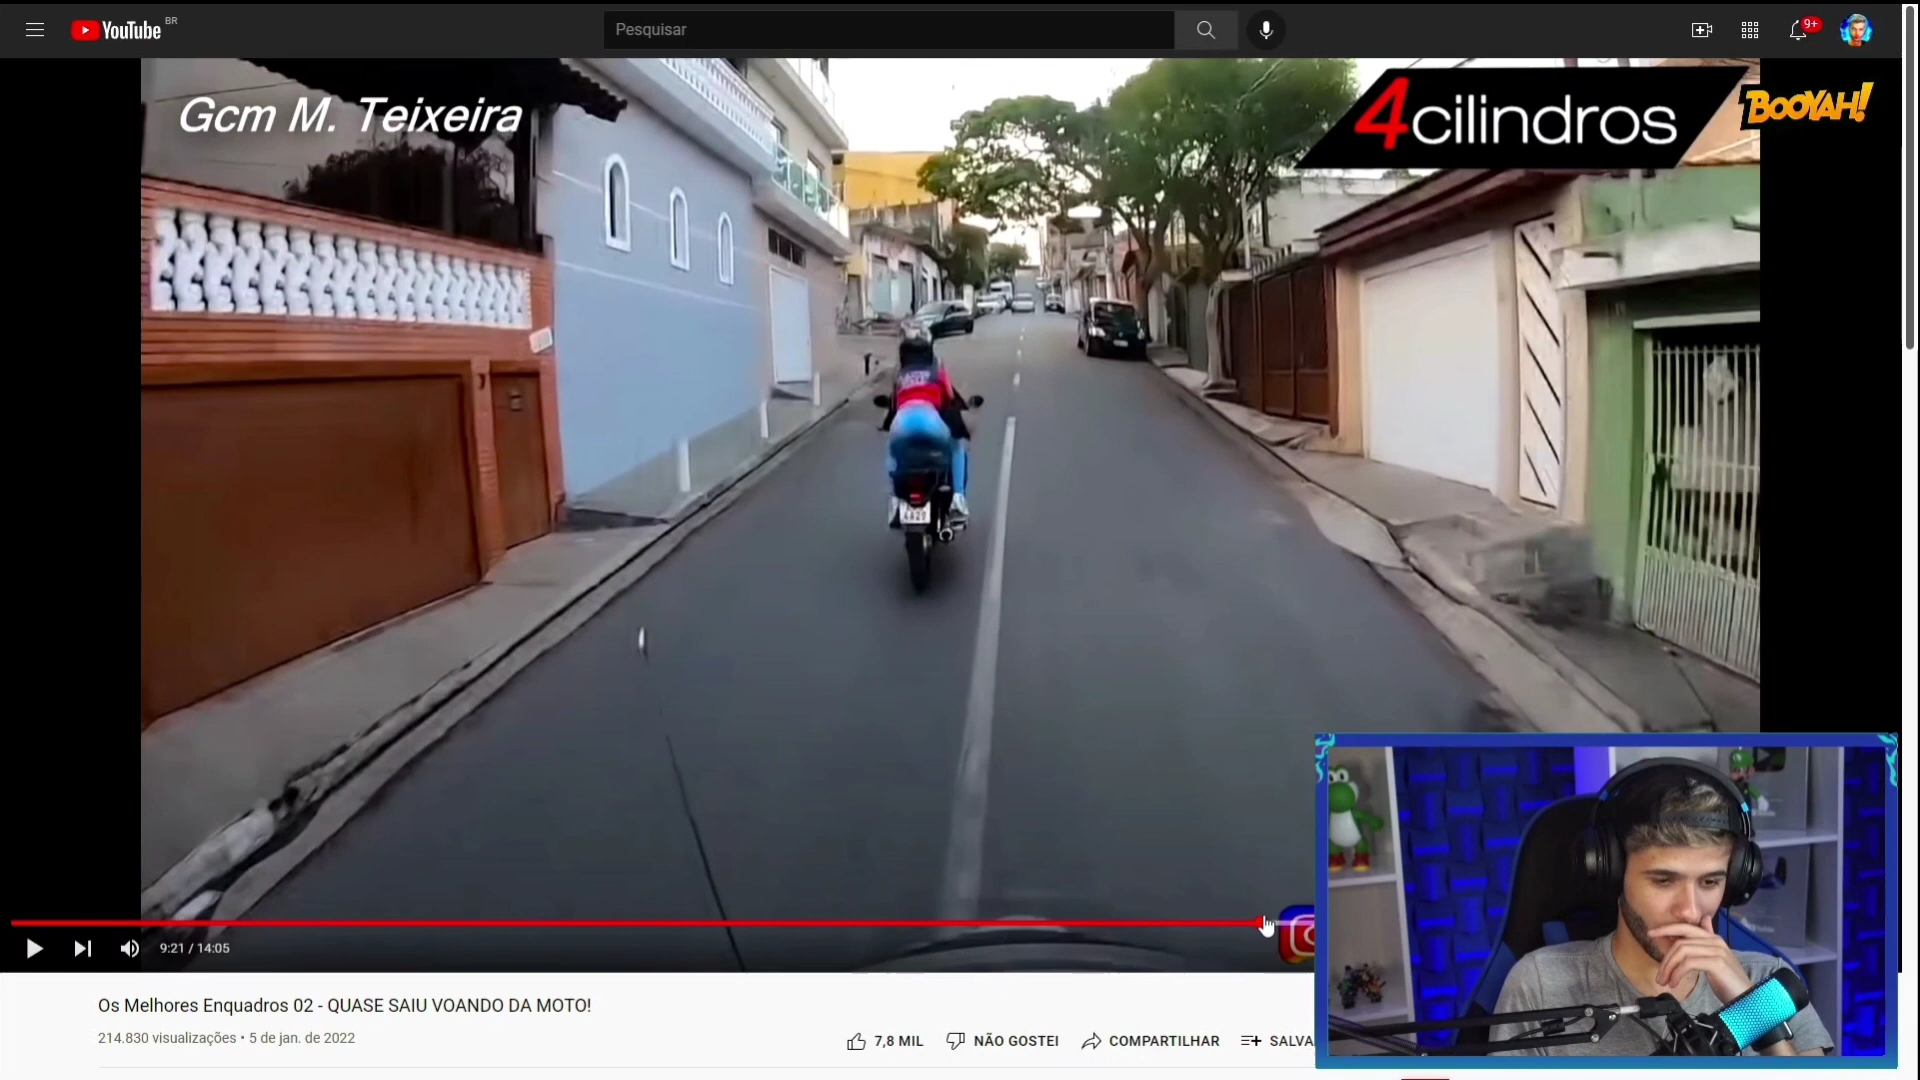 YouTube BR
Pesquisar
9+
Gcm M. Teixeira
4cilindros
BOOYAH!
4A29
9:21 / 14:05
Os Melhores Enquadros 02 - QUASE SAIU VOANDO DA MOTO!
214.830 visualizações • 5 de jan. de 2022
7,8 MIL
NÃO GOSTEI
COMPARTILHAR
SALVA